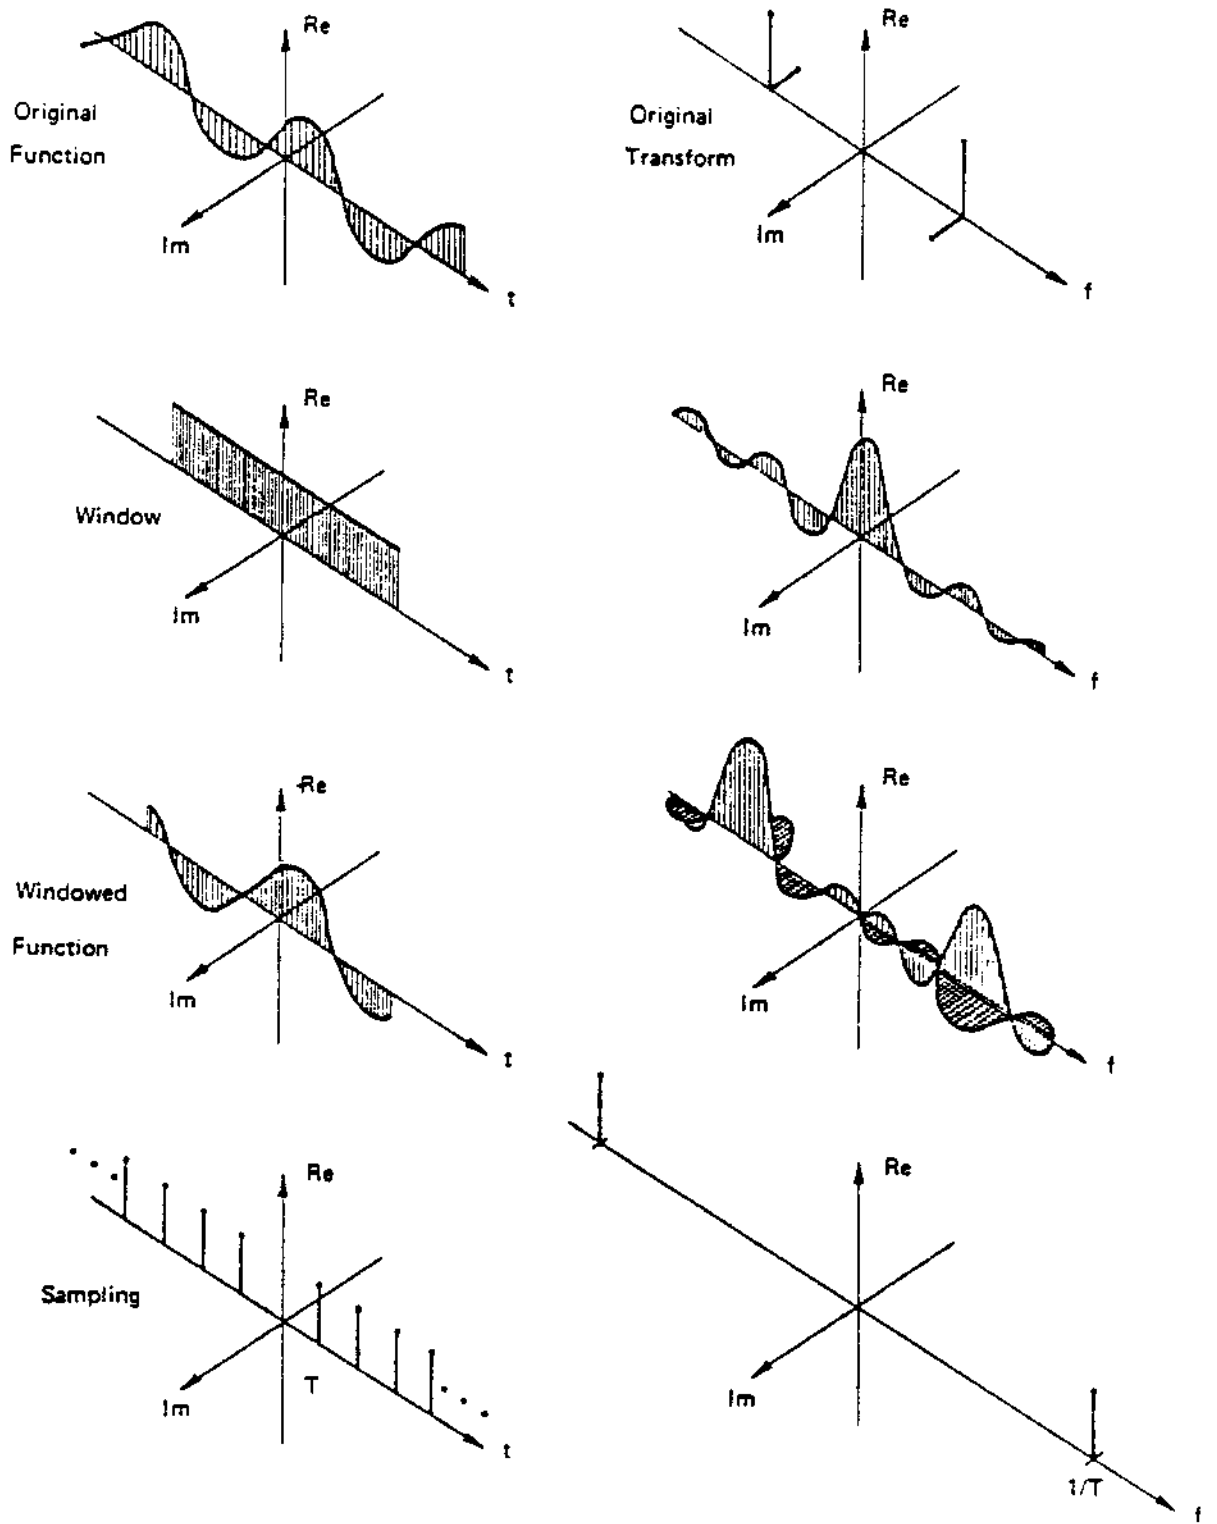 Re
Re
Original
Function
Original
Transform
Im
Im
t
f
Re
Re
Window
Im
Im
t
f
Re
Re
Windowed
Function
Im
Im
t
f
Re
Re
Sampling
T
Im
Im
t
1/T
f